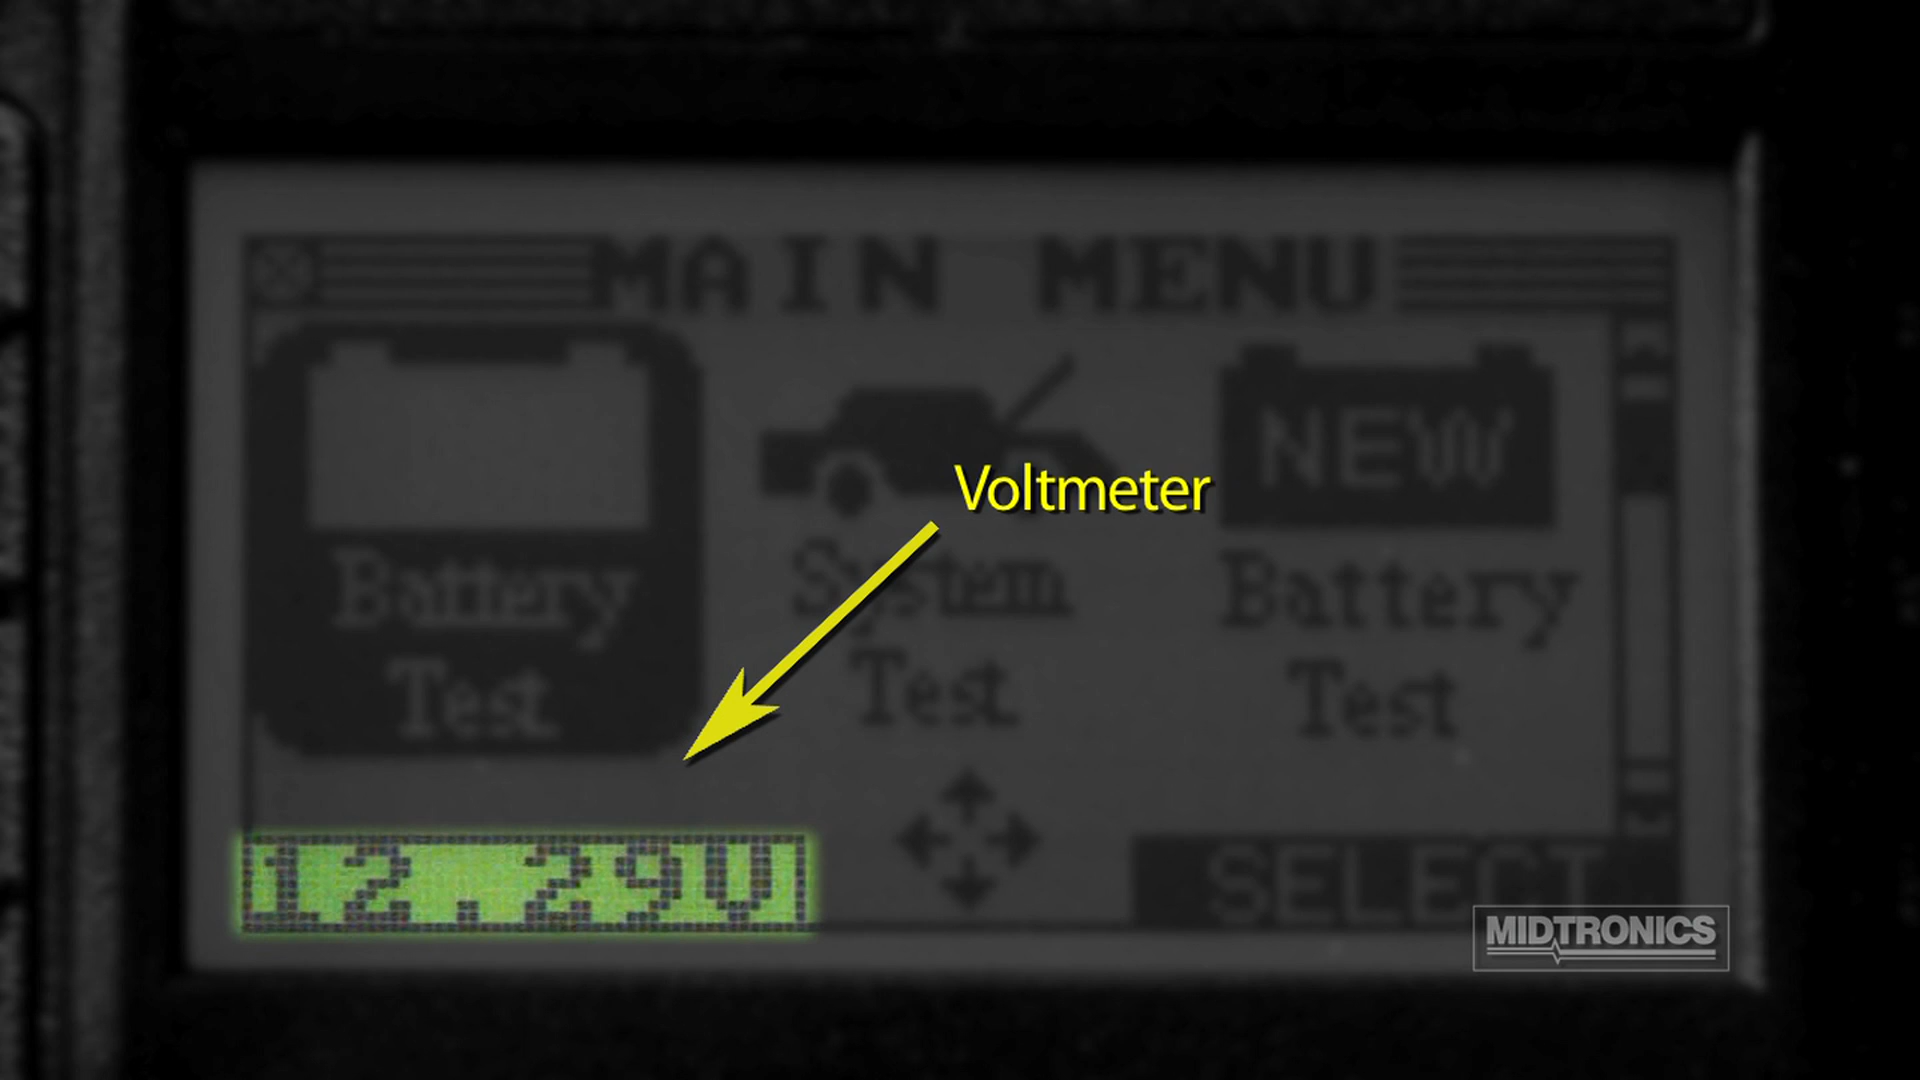 MAIN MENU
NEW
Voltmeter
Battery
Test
System
Test
Battery
Test
12.29V
SELECT
MIDTRONICS